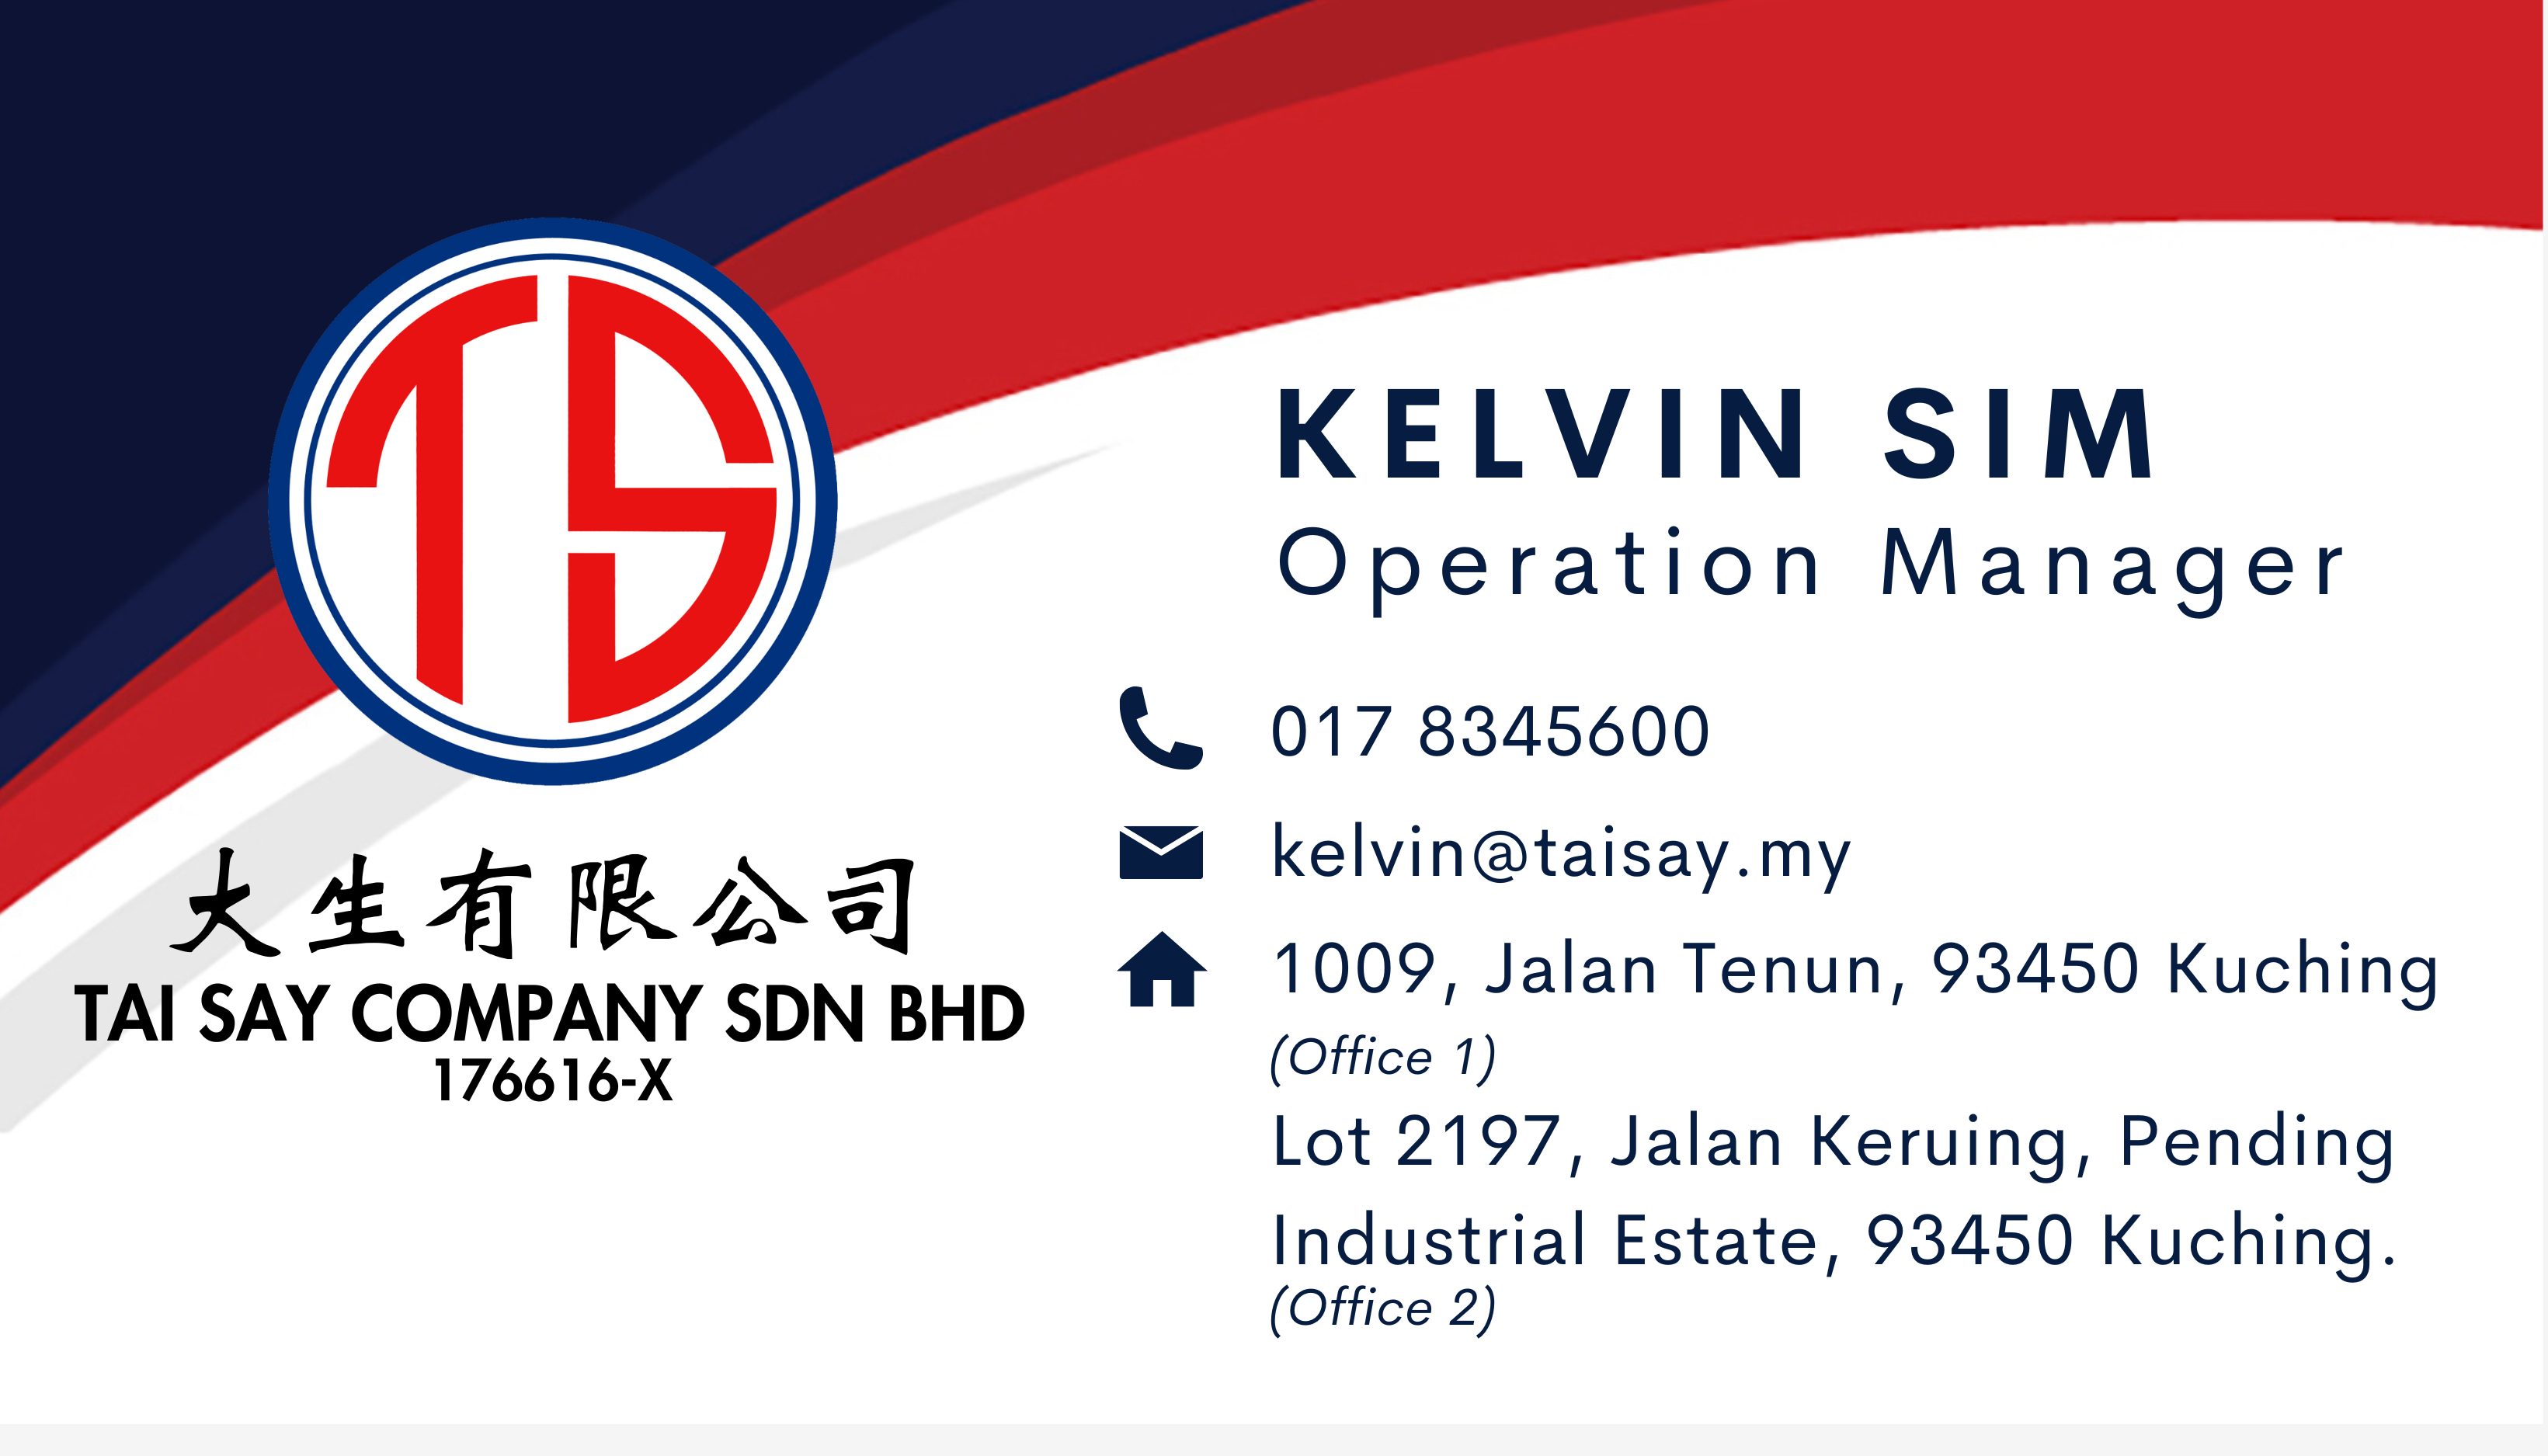 TS
大生有限公司
TAI SAY COMPANY SDN BHD
176616-X
KELVIN SIM
Operation Manager
017 8345600
kelvin@taisay.my
1009, Jalan Tenun, 93450 Kuching
(Office 1)
Lot 2197, Jalan Keruing, Pending
Industrial Estate, 93450 Kuching.
(Office 2)